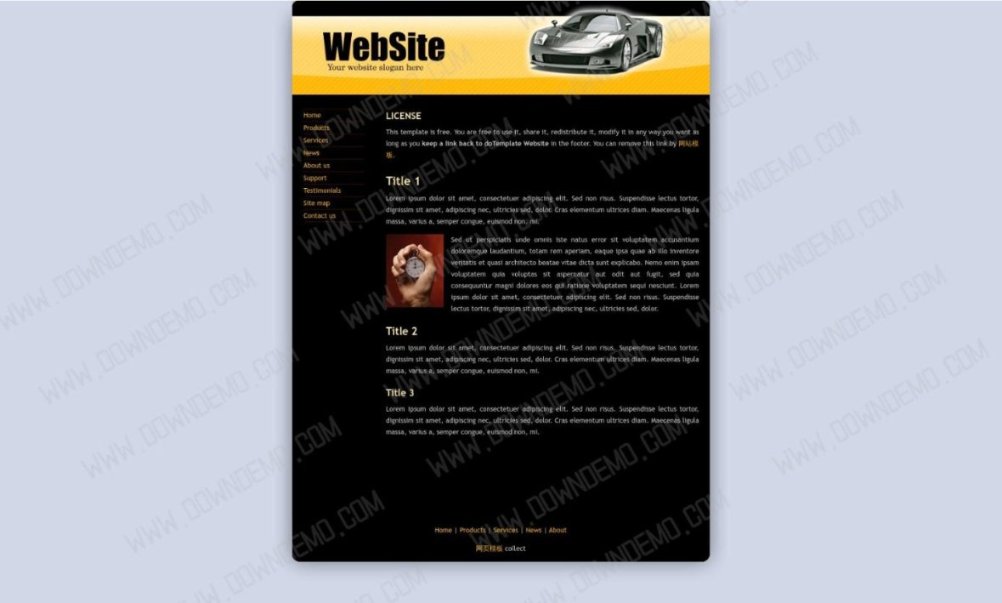 WebSite
Your website slogan here
Home
Products
Services
News
About us
Support
Testimonials
Site map
Contact us
LICENSE
This template is free. You are free to use it, share it, redistribute it, modify it in any way you want as
long as you keep a link back to doTemplate Website in the footer. You can remove this link by 网站模
板.
Title 1
Lorem ipsum dolor sit amet, consectetuer adipiscing elit. Sed non risus. Suspendisse lectus tortor,
dignissim sit amet, adipiscing nec, ultricies sed, dolor. Cras elementum ultrices diam. Maecenas ligula
massa, varius a, semper congue, euismod non, mi.
Sed ut perspiciatis unde omnis iste natus error sit voluptatem accusantium
doloremque laudantium, totam rem aperiam, eaque ipsa quae ab illo inventore
veritatis et quasi architecto beatae vitae dicta sunt explicabo. Nemo enim ipsam
voluptatem quia voluptas sit aspernatur aut odit aut fugit, sed quia
consequuntur magni dolores eos qui ratione voluptatem sequi nesciunt. Lorem
ipsum dolor sit amet, consectetuer adipiscing elit. Sed non risus. Suspendisse
lectus tortor, dignissim sit amet, adipiscing nec, ultricies sed, dolor.
Title 2
Lorem ipsum dolor sit amet, consectetuer adipiscing elit. Sed non risus. Suspendisse lectus tortor,
dignissim sit amet, adipiscing nec, ultricies sed, dolor. Cras elementum ultrices diam. Maecenas ligula
massa, varius a, semper congue, euismod non, mi.
Title 3
Lorem ipsum dolor sit amet, consectetuer adipiscing elit. Sed non risus. Suspendisse lectus tortor,
dignissim sit amet, adipiscing nec, ultricies sed, dolor. Cras elementum ultrices diam. Maecenas ligula
massa, varius a, semper congue, euismod non, mi.
Home | Products | Services | News | About
网页模板 collect
WWW.DOWNDEMO.COM